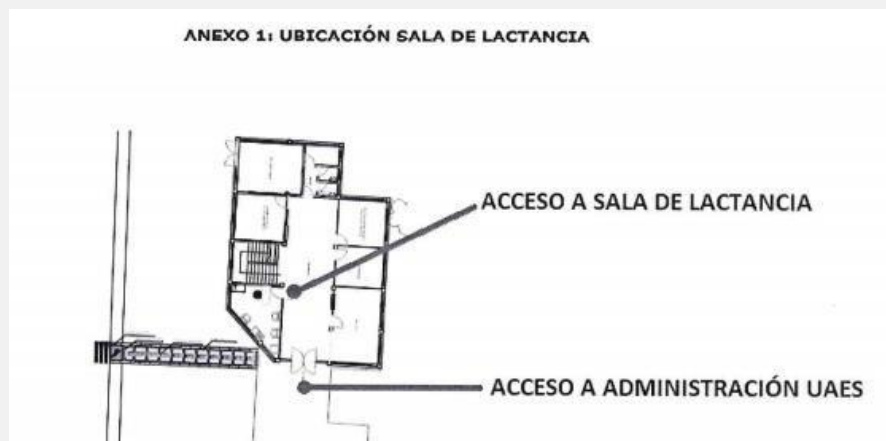 ANEXO 1: UBICACIÓN SALA DE LACTANCIA
ACCESO A SALA DE LACTANCIA
ACCESO A ADMINISTRACIÓN UAES